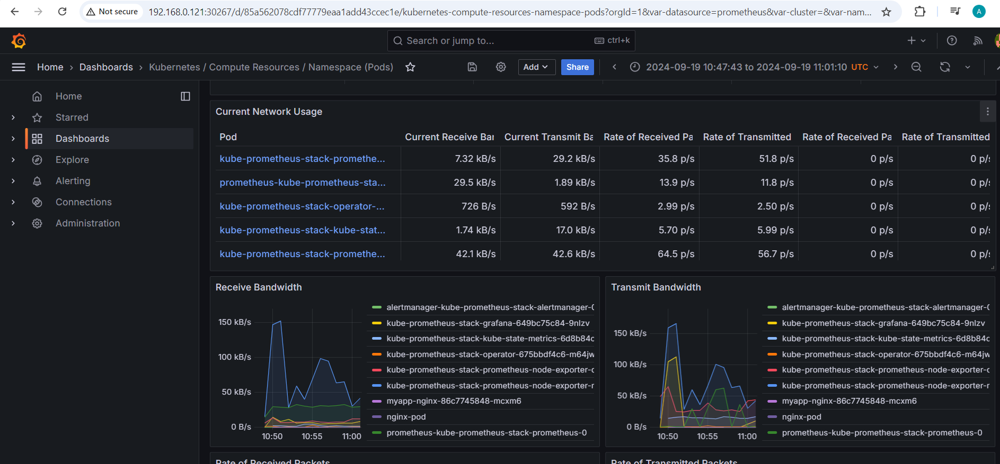 Not secure
192.168.0.121:30267/d/85a562078cdf77779eaa1add43ccec1e/kubernetes-compute-resources-namespace-pods?orgId=1&var-datasource=prometheus&var-cluster=&var-nam...
A
Search or jump to...
ctrl+k
Home › Dashboards › Kubernetes / Compute Resources / Namespace (Pods)
Add
Share
2024-09-19 10:47:43 to 2024-09-19 11:01:10 UTC
Home
Starred
Dashboards
Explore
Alerting
Connections
Administration
Current Network Usage
Pod Current Receive Bar Current Transmit Ba Rate of Received Pa Rate of Transmitted Rate of Received Pa Rate of Transmitted
kube-prometheus-stack-promethe... 7.32 kB/s 29.2 kB/s 35.8 p/s 51.8 p/s 0 p/s 0 p/s
prometheus-kube-prometheus-sta... 29.5 kB/s 1.89 kB/s 13.9 p/s 11.8 p/s 0 p/s 0 p/s
kube-prometheus-stack-operator-... 726 B/s 592 B/s 2.99 p/s 2.50 p/s 0 p/s 0 p/s
kube-prometheus-stack-kube-stat... 1.74 kB/s 17.0 kB/s 5.70 p/s 5.99 p/s 0 p/s 0 p/s
kube-prometheus-stack-promethe... 42.1 kB/s 42.6 kB/s 64.5 p/s 56.7 p/s 0 p/s 0 p/s
Receive Bandwidth
150 kB/s
100 kB/s
50 kB/s
0 B/s
10:50 10:55 11:00
alertmanager-kube-prometheus-stack-alertmanager-0
kube-prometheus-stack-grafana-649bc75c84-9nlzv
kube-prometheus-stack-kube-state-metrics-6d8b84c
kube-prometheus-stack-operator-675bbdf4c6-m64jw
kube-prometheus-stack-prometheus-node-exporter-c
kube-prometheus-stack-prometheus-node-exporter-r
myapp-nginx-86c7745848-mcxm6
nginx-pod
prometheus-kube-prometheus-stack-prometheus-0
Transmit Bandwidth
150 kB/s
100 kB/s
50 kB/s
0 B/s
10:50 10:55 11:00
alertmanager-kube-prometheus-stack-alertmanager-0
kube-prometheus-stack-grafana-649bc75c84-9nlzv
kube-prometheus-stack-kube-state-metrics-6d8b84c
kube-prometheus-stack-operator-675bbdf4c6-m64jw
kube-prometheus-stack-prometheus-node-exporter-c
kube-prometheus-stack-prometheus-node-exporter-r
myapp-nginx-86c7745848-mcxm6
nginx-pod
prometheus-kube-prometheus-stack-prometheus-0
Rate of Received Packets
Rate of Transmitted Packets